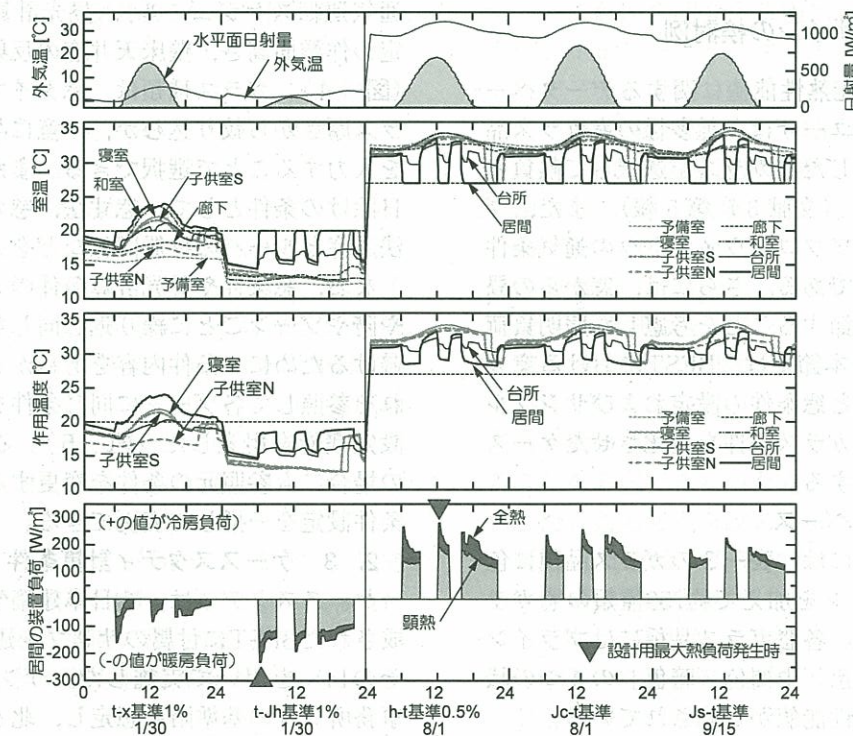 外気温 [℃]
30
20
10
0
水平面日射量
外気温
1000
500
0
日射量 [W/㎡]
室温 [℃]
35
30
25
20
15
10
寝室
和室
子供室S
廊下
子供室N
予備室
台所
居間
予備室 廊下
寝室 和室
子供室S 台所
子供室N 居間
作用温度 [℃]
35
30
25
20
15
10
寝室
子供室N
子供室S
台所
居間
予備室 廊下
寝室 和室
子供室S 台所
子供室N 居間
居間の装置負荷 [W/㎡]
300
200
100
0
-100
-200
-300
(+の値が冷房負荷)
(-の値が暖房負荷)
全熱
顕熱
▼設計用最大熱負荷発生時
0 12 24 12 24 12 24 12 24 12 24
t-x基準1% t-Jh基準1% h-t基準0.5% Jc-t基準 Js-t基準
1/30 1/30 8/1 8/1 9/15